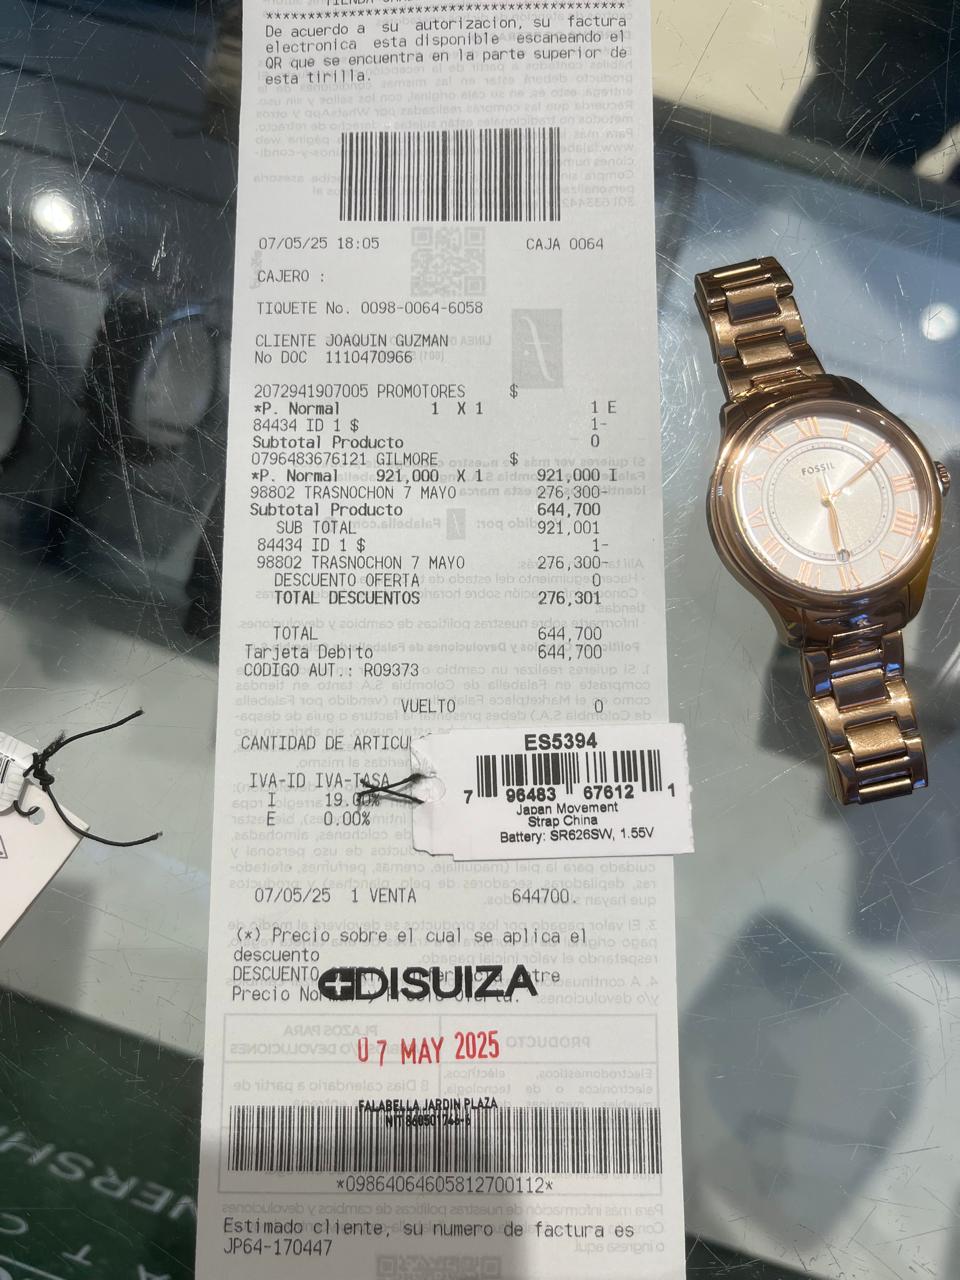 De acuerdo a su autorizacion, su factura
electronica esta disponible escaneando el
QR que se encuentra en la parte superior de
esta tirilla.
07/05/25 18:05 CAJA 0064
CAJERO :
TIQUETE No. 0098-0064-6058
CLIENTE JOAQUIN GUZMAN
No DOC 1110470966
2072941907005 PROMOTORES $
*P. Normal 1 X 1 1 E
84434 ID 1 $ 1-
Subtotal Producto 0
0796483676121 GILMORE $
*P. Normal 921,000 X 1 921,000 I
98802 TRASNOCHON 7 MAYO 276,300-
Subtotal Producto 644,700
SUB TOTAL 921,001
84434 ID 1 $ 1-
98802 TRASNOCHON 7 MAYO 276,300-
DESCUENTO OFERTA 0
TOTAL DESCUENTOS 276,301
TOTAL 644,700
Tarjeta Debito 644,700
CODIGO AUT.: RO9373
VUELTO 0
CANTIDAD DE
IVA-ID IVA-TASA
I 19.00%
E 0.00%
ES5394
7 96483 67612 1
Japan Movement
Strap China
Battery: SR626SW, 1.55V
07/05/25 1 VENTA 644700.
(*) Precio sobre el cual se aplica el
descuento
DESCUENTO
Precio
DISUIZA
07 MAY 2025
FALABELLA JARDIN PLAZA
*09864064605812700112*
Estimado cliente, su numero de factura es
JP64-170447
FOSSIL